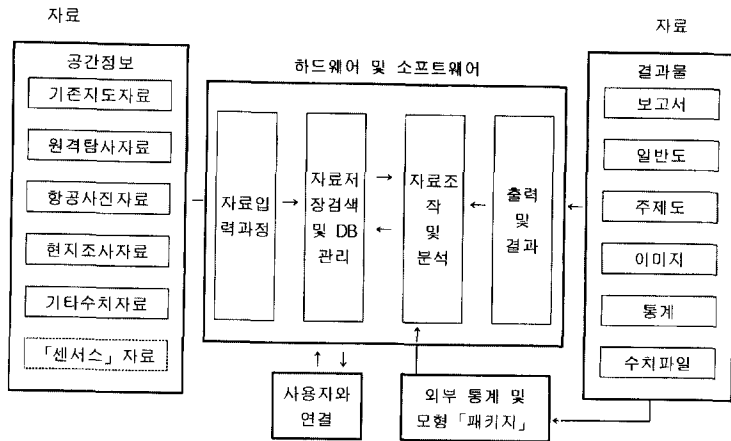 자료
자료
공간정보
기존지도자료
원격탐사자료
항공사진자료
현지조사자료
기타수치자료
「센서스」 자료
하드웨어 및 소프트웨어
자료입
력과정
자료저
장검색
및 DB
관리
자료조
작
및
분석
출력
및
결과
결과물
보고서
일반도
주제도
이미지
통계
수치파일
사용자와
연결
외부 통계 및
모형「패키지」